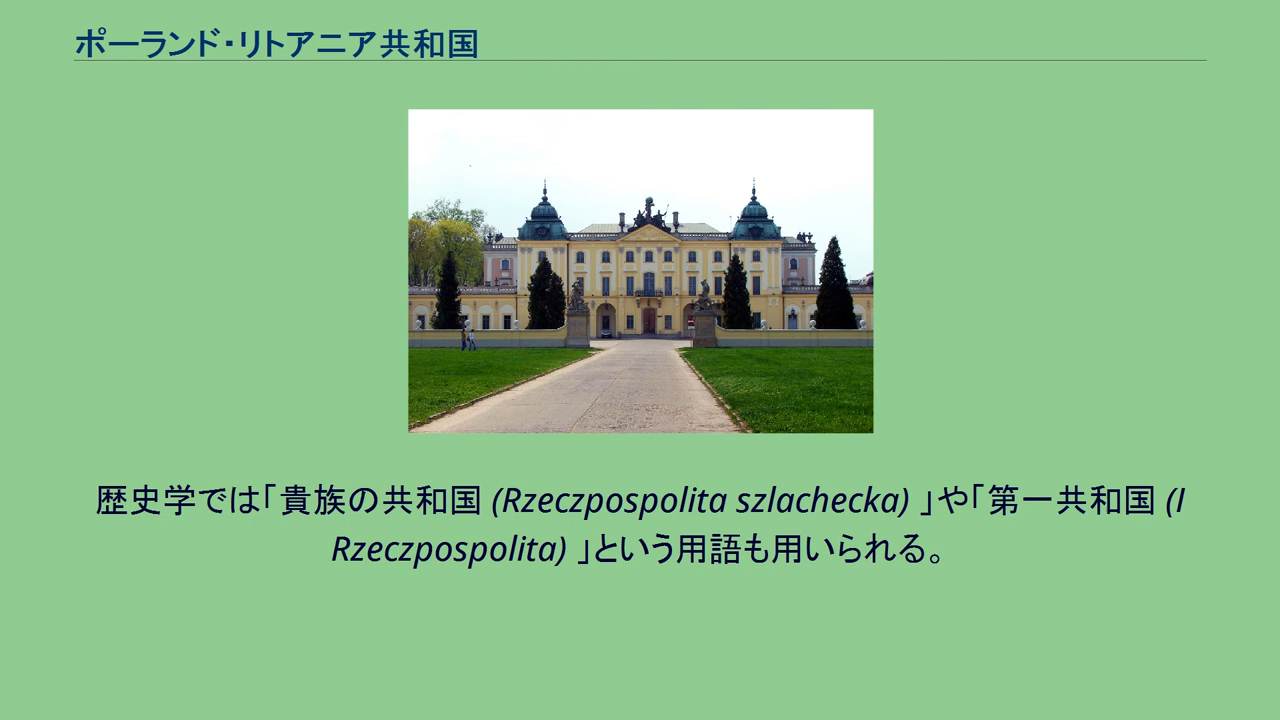 ポーランド・リトアニア共和国
歴史学では「貴族の共和国 (Rzeczpospolita szlachecka) 」や「第一共和国 (I
Rzeczpospolita) 」という用語も用いられる。